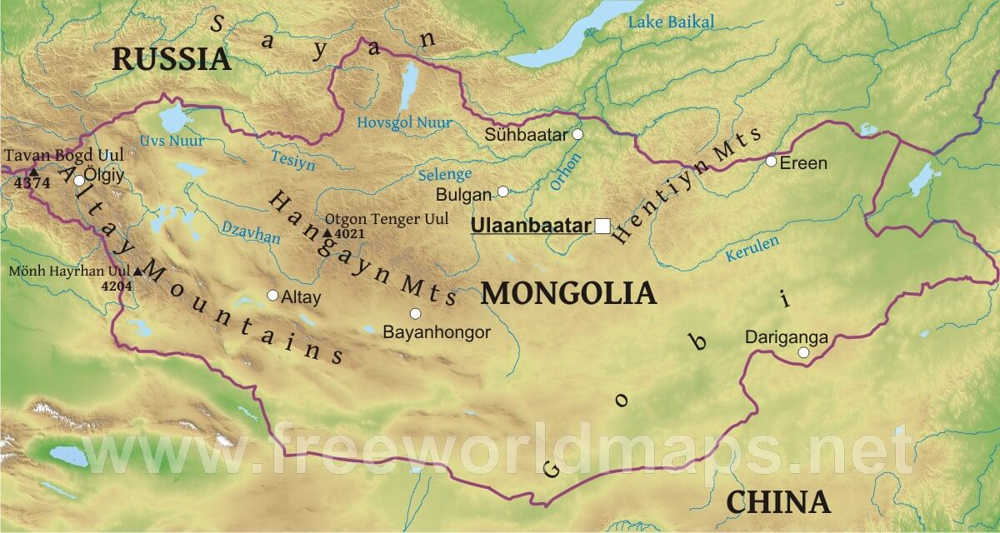 Sayan
Lake Baikal
RUSSIA
Hovsgol Nuur
Sühbaatar
Uvs Nuur
Tesiyn
Tavan Bogd Uul
4374
Ölgiy
Selenge
Orhon
Hentiyn Mts
Ereen
Bulgan
Altay Mountains
Hangayn Mts
Otgon Tenger Uul
4021
Dzavhan
Ulaanbaatar
Kerulen
Mönh Hayrhan Uul
4204
Altay
MONGOLIA
Bayanhongor
Dariganga
Gobi
www.freeworldmaps.net
CHINA